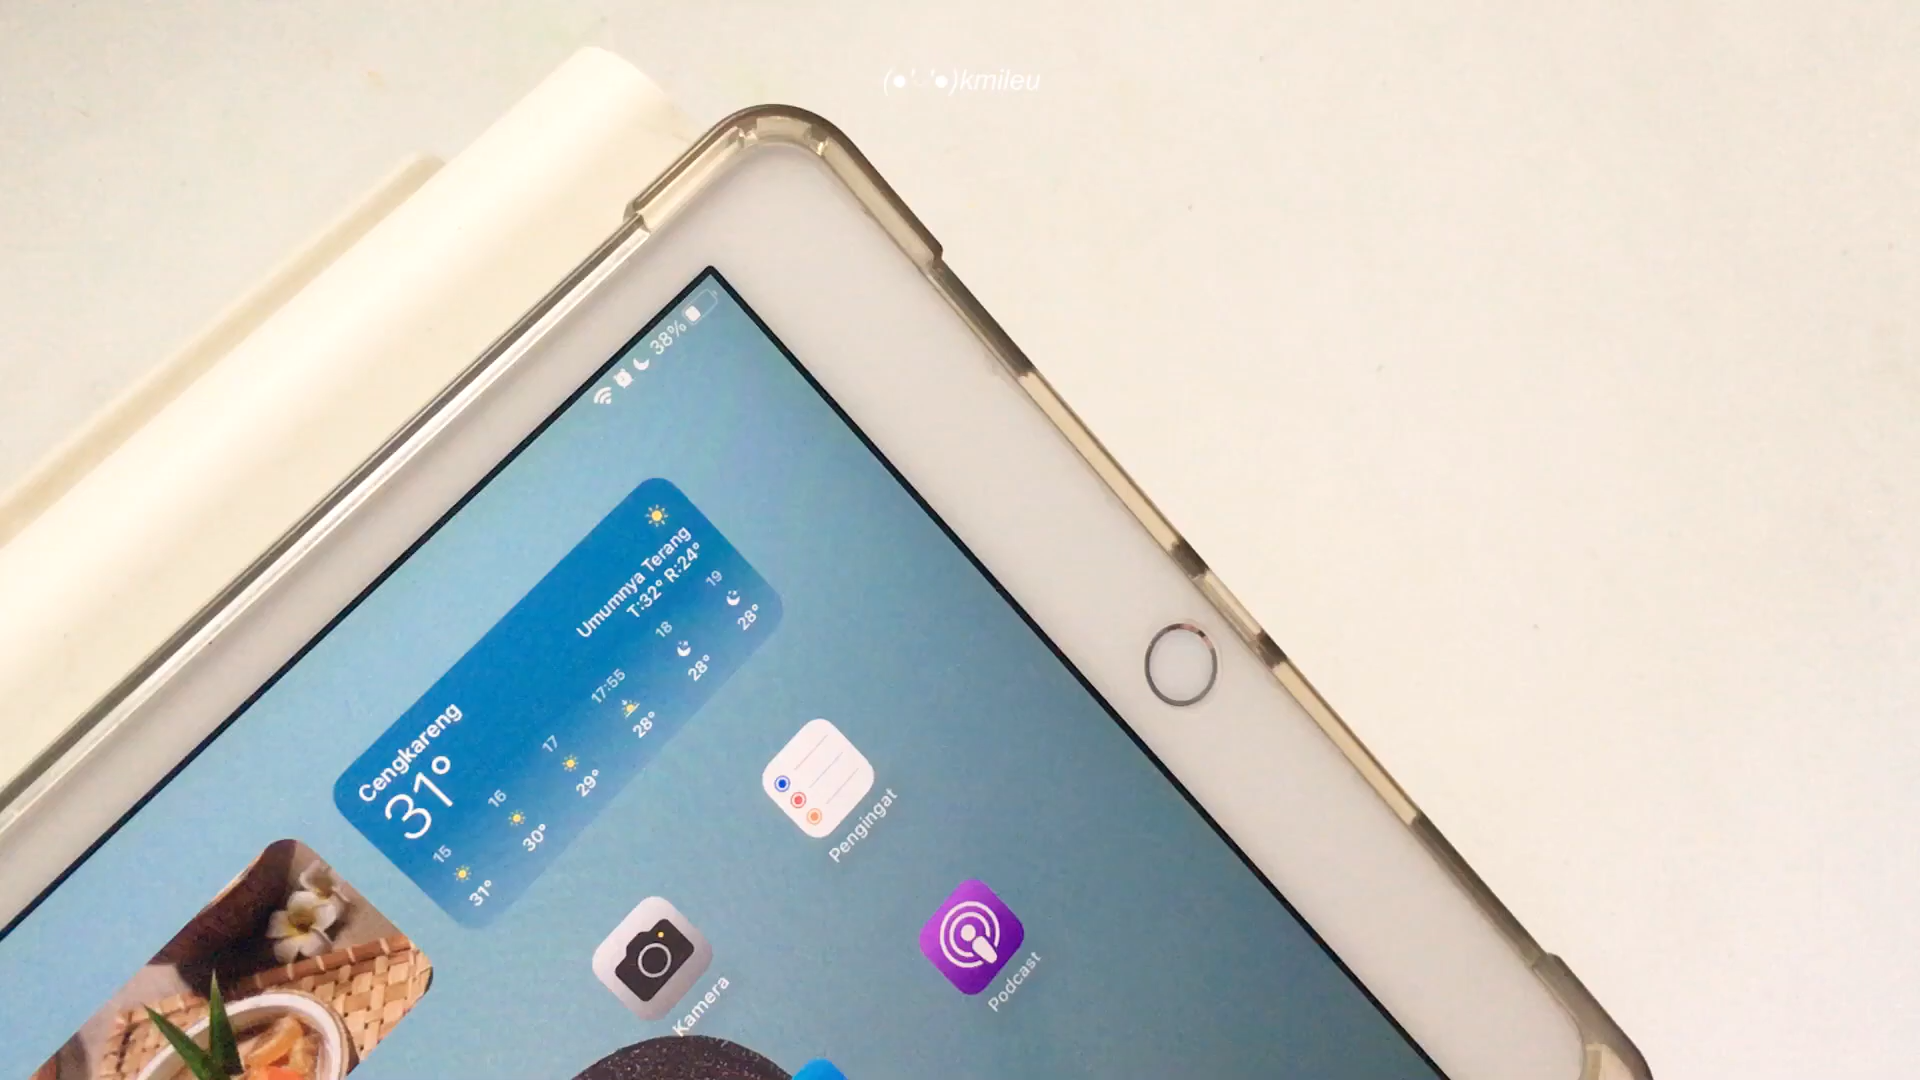 (●'◡'●)kmileu
38%
Cengkareng
31°
Umumnya Terang
T:32° R:24°
15 16 17 17:55 18 19
31° 30° 29° 28° 28° 28°
Pengingat
Kamera
Podcast